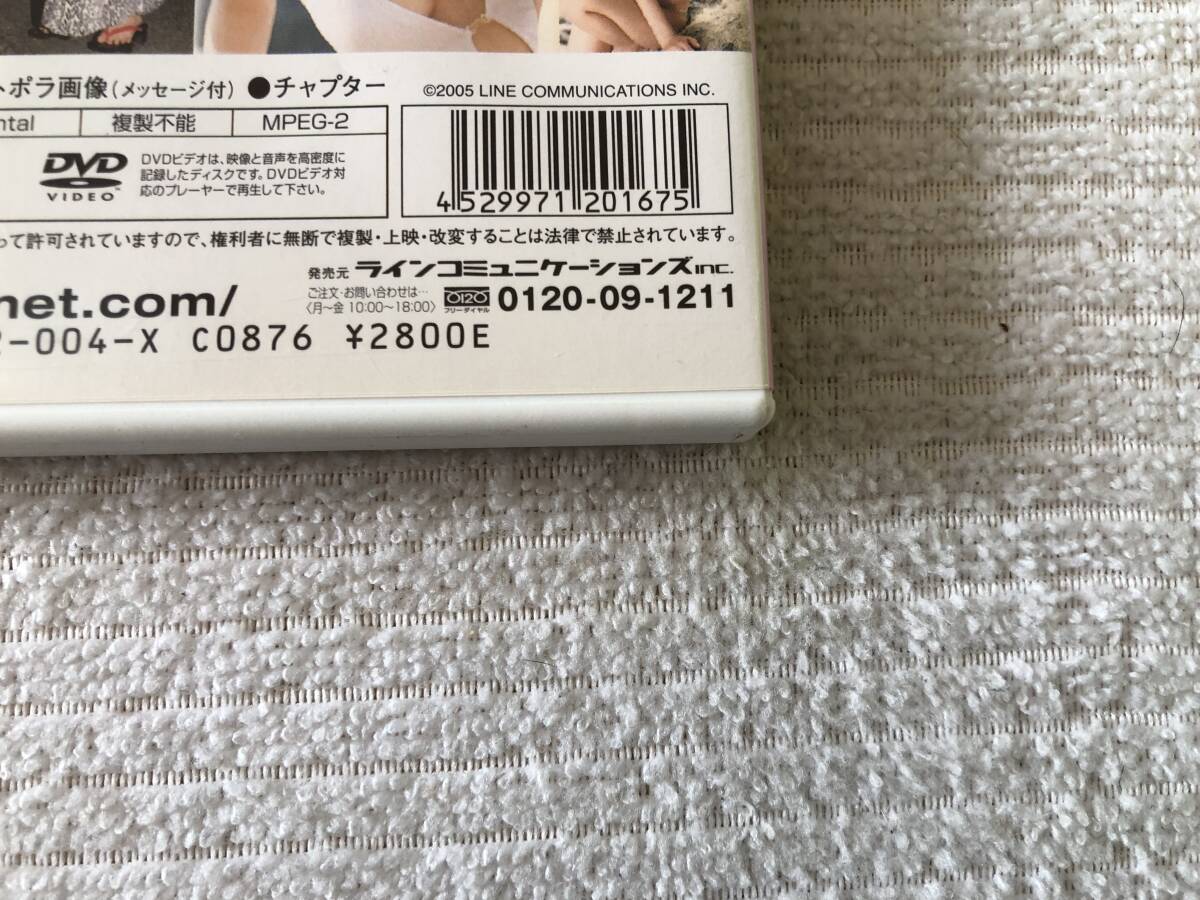 ポラ画像(メッセージ付) ●チャプター
©2005 LINE COMMUNICATIONS INC.
複製不能 MPEG-2
DVD
VIDEO
DVDビデオは、映像と音声を高密度に
記録したディスクです。DVDビデオ対
応のプレーヤーで再生して下さい。
4 529971 201675
って許可されていますので、権利者に無断で複製・上映・改変することは法律で禁止されています。
発売元 ラインコミュニケーションズinc.
net.com/
ご注文・お問い合わせは…
〈月〜金 10:00〜18:00〉
0120
フリーダイヤル
0120-09-1211
-004-X C0876 ¥2800E